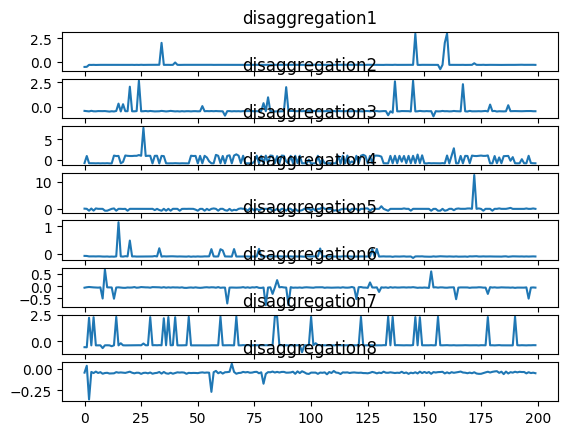 disaggregation1
2.5
0.0
disaggregation2
2.5
0.0
disaggregation3
5
0
disaggregation4
10
0
disaggregation5
1
0
disaggregation6
0.5
0.0
−0.5
disaggregation7
2.5
0.0
disaggregation8
0.00
−0.25
0 25 50 75 100 125 150 175 200